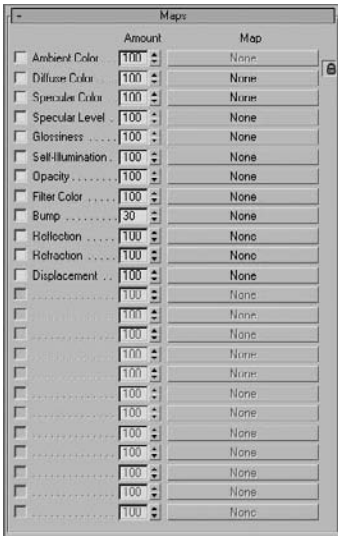 - Maps
Amount Map
Ambient Color . . . 100 None
Diffuse Color . . . 100 None
Specular Color . . 100 None
Specular Level . 100 None
Glossiness . . . . . 100 None
Self-Illumination . 100 None
Opacity . . . . . . . . 100 None
Filter Color . . . . . 100 None
Bump . . . . . . . . . 30 None
Reflection . . . . . 100 None
Refraction . . . . . 100 None
Displacement . . 100 None
. . . . . . . . . . . . . . 100 None
. . . . . . . . . . . . . . 100 None
. . . . . . . . . . . . . . 100 None
. . . . . . . . . . . . . . 100 None
. . . . . . . . . . . . . . 100 None
. . . . . . . . . . . . . . 100 None
. . . . . . . . . . . . . . 100 None
. . . . . . . . . . . . . . 100 None
. . . . . . . . . . . . . . 100 None
. . . . . . . . . . . . . . 100 None
. . . . . . . . . . . . . . 100 None
. . . . . . . . . . . . . . 100 None